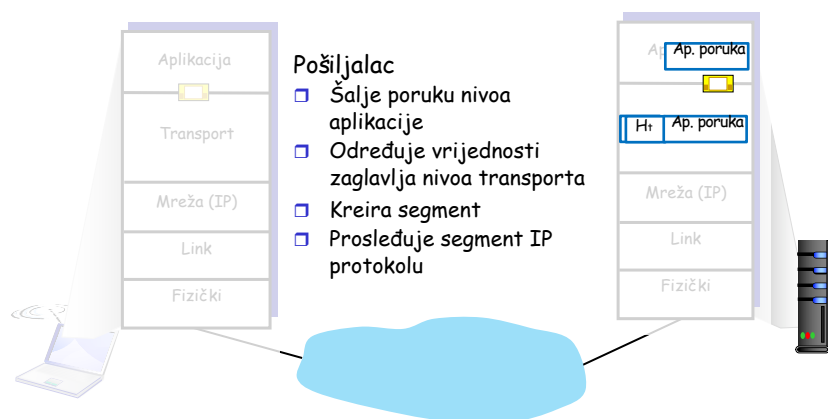 Aplikacija
Transport
Mreža (IP)
Link
Fizički
Pošiljalac
Šalje poruku nivoa
aplikacije
Određuje vrijednosti
zaglavlja nivoa transporta
Kreira segment
Prosleđuje segment IP
protokolu
Ap. poruka
Ht Ap. poruka
Mreža (IP)
Link
Fizički